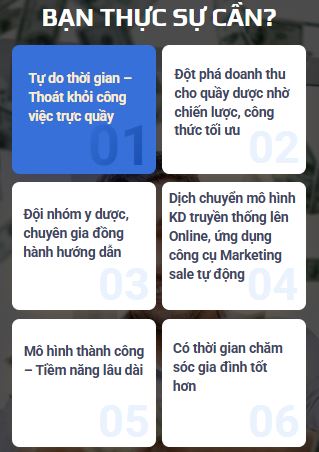 BẠN THỰC SỰ CẦN?
Tự do thời gian –
Thoát khỏi công
việc trực quầy
01
Đột phá doanh thu
cho quầy dược nhờ
chiến lược, công
thức tối ưu
02
Đội nhóm y dược,
chuyên gia đồng
hành hướng dẫn
03
Dịch chuyển mô hình
KD truyền thống lên
Online, ứng dụng
công cụ Marketing
sale tự động
04
Mô hình thành công
– Tiềm năng lâu dài
05
Có thời gian chăm
sóc gia đình tốt
hơn
06